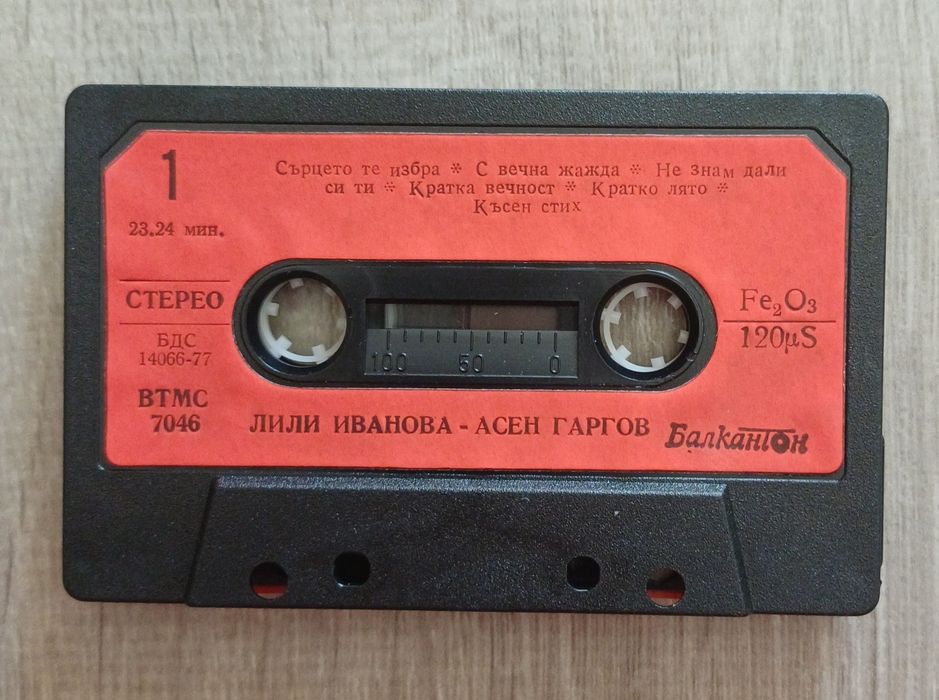 1
Сърцето те избра * С вечна жажда * Не знам дали
си ти * Кратка вечност * Кратко лято *
Късен стих
23.24 мин.
СТЕРЕО
БДС
14066-77
ВТМС
7046
Fe₂O₃
120µS
100 50 0
ЛИЛИ ИВАНОВА - АСЕН ГАРГОВ
Балкантон